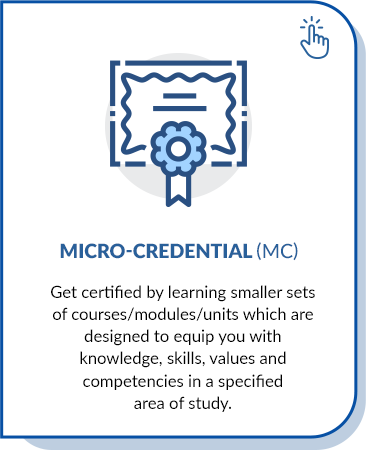 MICRO-CREDENTIAL (MC)
Get certified by learning smaller sets
of courses/modules/units which are
designed to equip you with
knowledge, skills, values and
competencies in a specified
area of study.